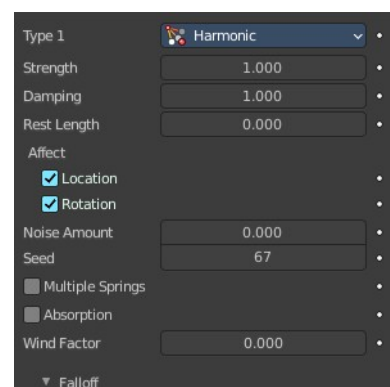 Type 1 Harmonic
Strength 1.000
Damping 1.000
Rest Length 0.000
Affect
Location
Rotation
Noise Amount 0.000
Seed 67
Multiple Springs
Absorption
Wind Factor 0.000
Falloff